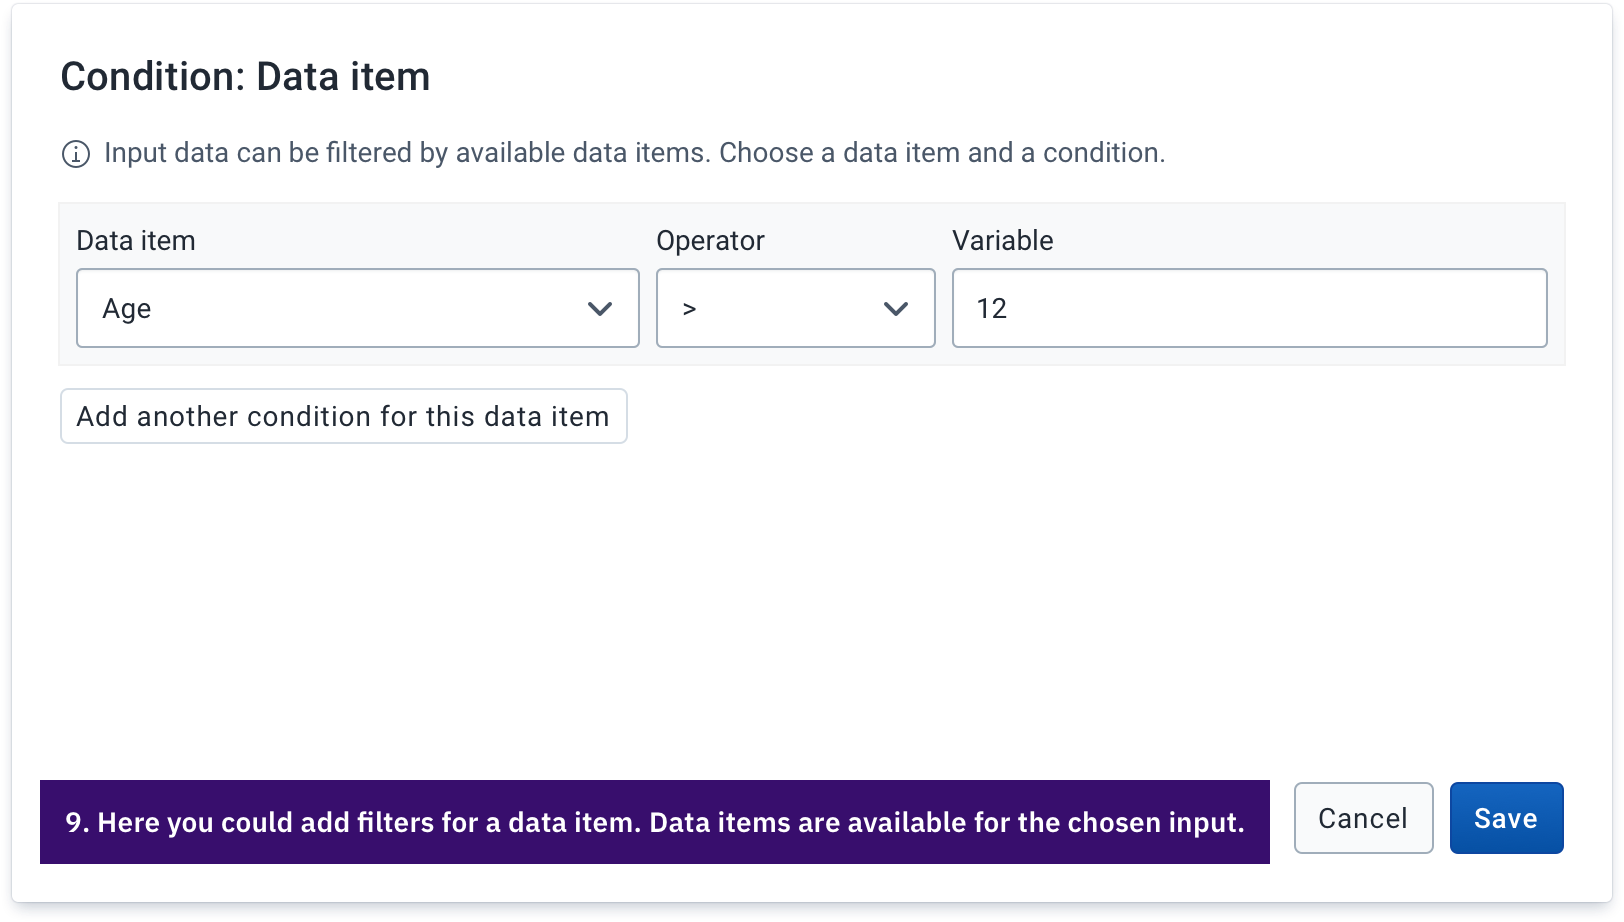 Condition: Data item
Input data can be filtered by available data items. Choose a data item and a condition.
Data item Operator Variable
Age > 12
Add another condition for this data item
9. Here you could add filters for a data item. Data items are available for the chosen input.
Cancel Save